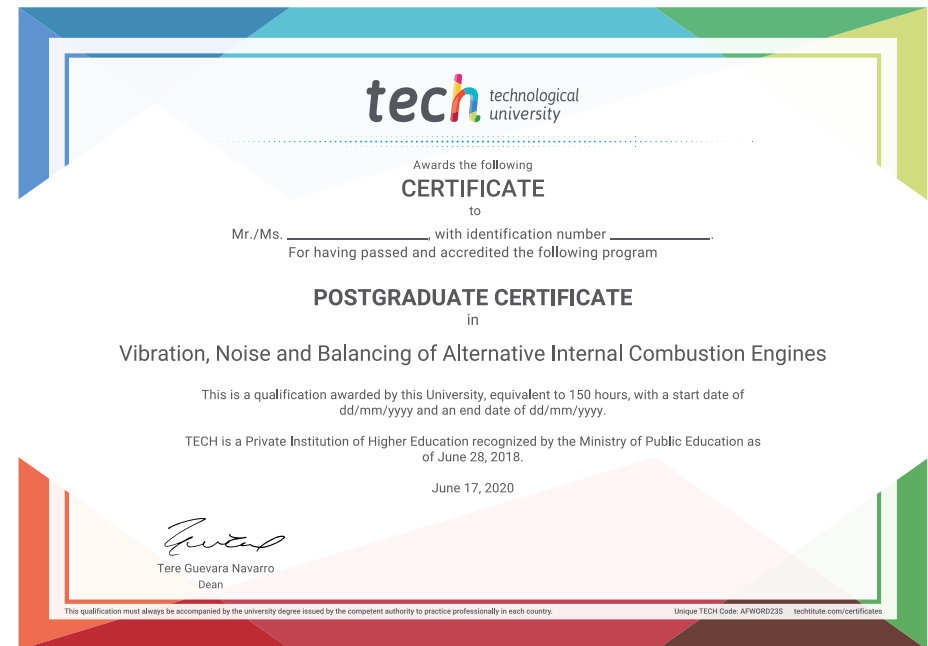 tech technological
university
Awards the following
CERTIFICATE
to
Mr./Ms. ____________________, with identification number ______________.
For having passed and accredited the following program
POSTGRADUATE CERTIFICATE
in
Vibration, Noise and Balancing of Alternative Internal Combustion Engines
This is a qualification awarded by this University, equivalent to 150 hours, with a start date of
dd/mm/yyyy and an end date of dd/mm/yyyy.
TECH is a Private Institution of Higher Education recognized by the Ministry of Public Education as
of June 28, 2018.
June 17, 2020
Tere Guevara Navarro
Dean
This qualification must always be accompanied by the university degree issued by the competent authority to practice professionally in each country. Unique TECH Code: AFWORD23S techtitute.com/certificates